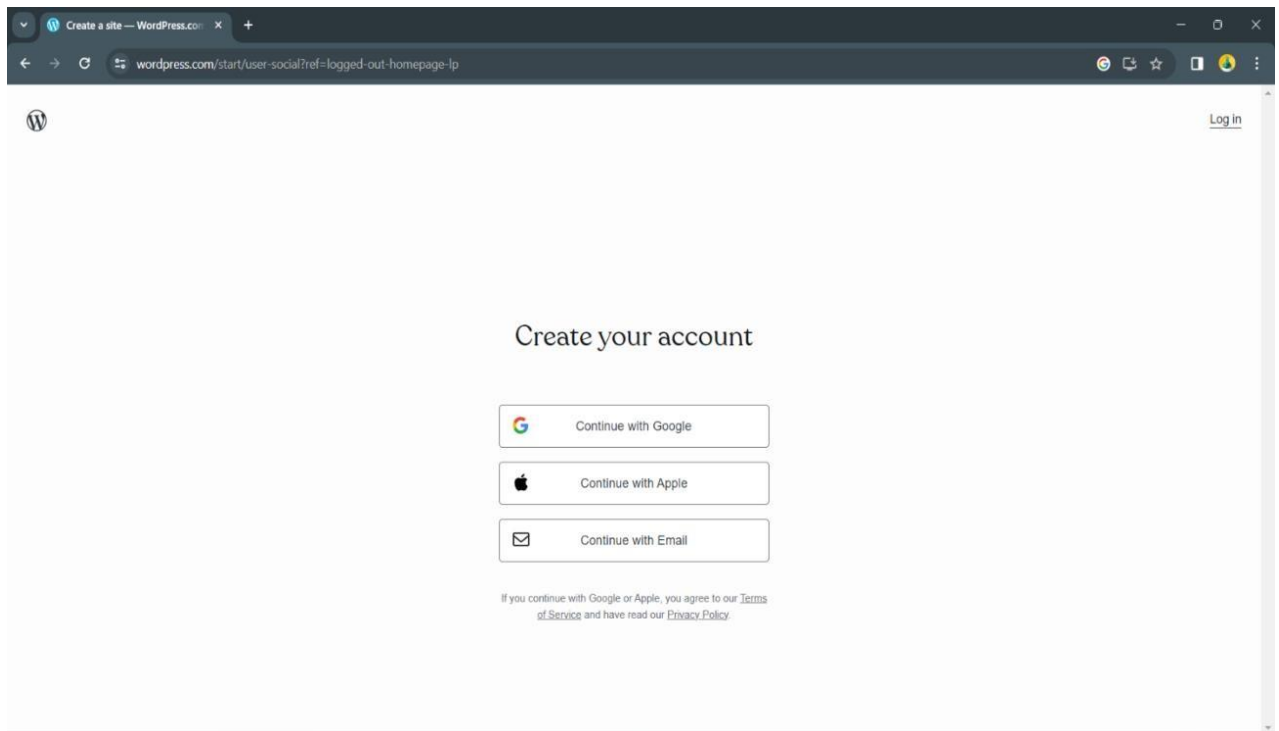 Create a site — WordPress.con
wordpress.com/start/user-social?ref=logged-out-homepage-lp
Log in
Create your account
Continue with Google
Continue with Apple
Continue with Email
If you continue with Google or Apple, you agree to our Terms
of Service and have read our Privacy Policy.